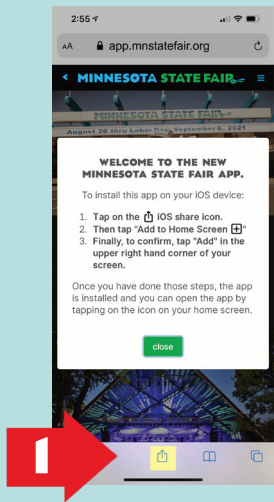 2:55
AA app.mnstatefair.org
MINNESOTA STATE FAIR
MINNESOTA STATE FAIR
August 26 thru Labor Day, September 6, 2021
WELCOME TO THE NEW
MINNESOTA STATE FAIR APP.
To install this app on your iOS device:
1. Tap on the iOS share icon.
2. Then tap "Add to Home Screen"
3. Finally, to confirm, tap "Add" in the
upper right hand corner of your
screen.
Once you have done those steps, the app
is installed and you can open the app by
tapping on the icon on your home screen.
close
1